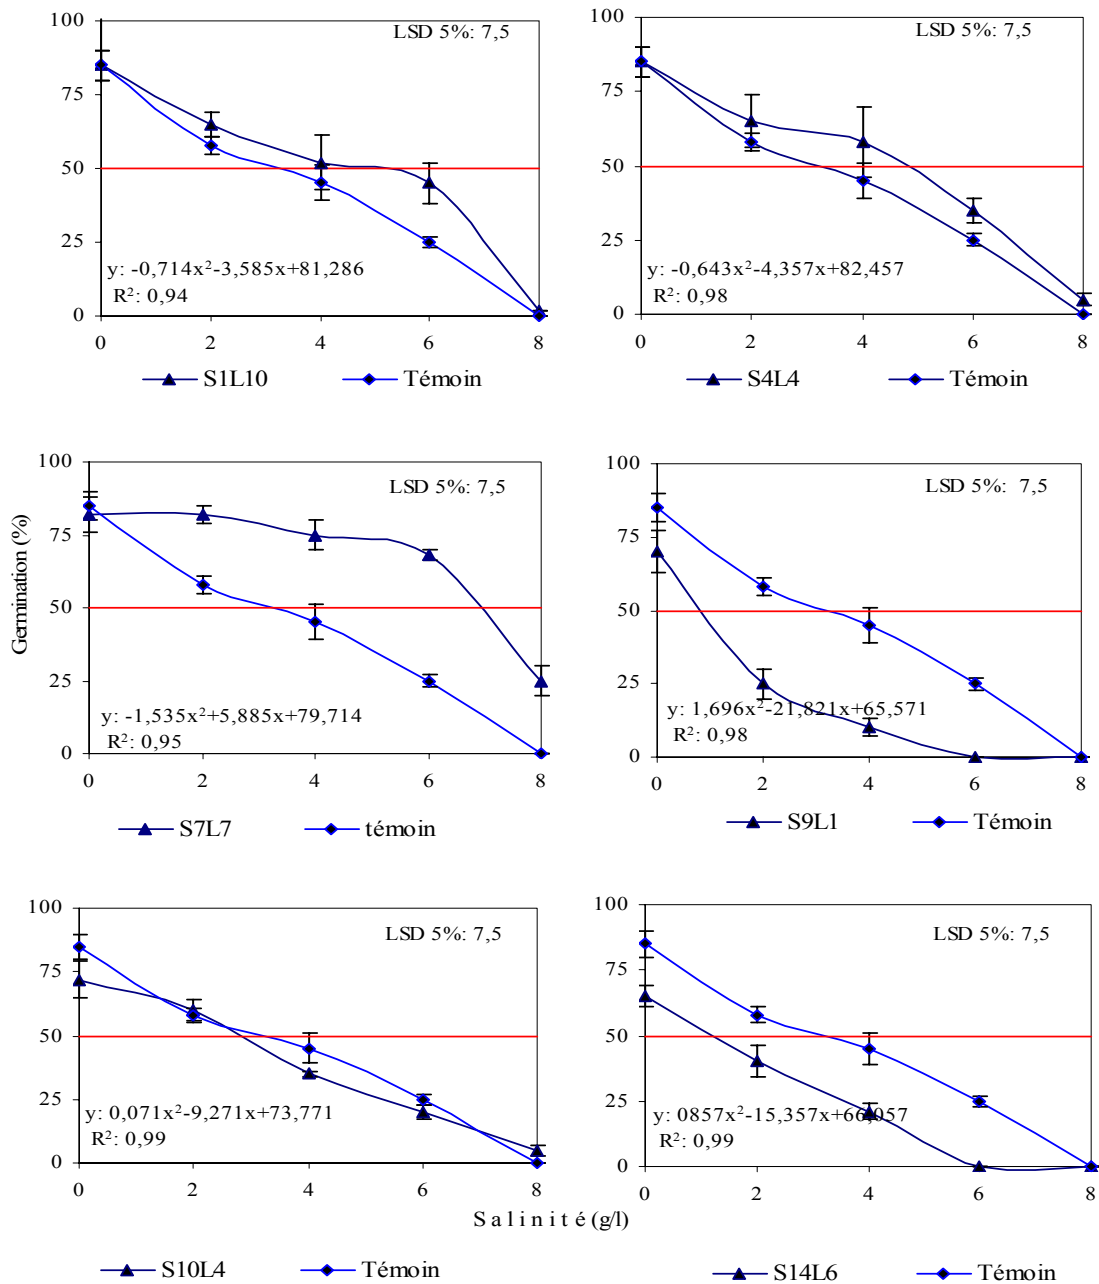 100
75
50
25
0
LSD 5%: 7,5
y: -0,714x²-3,585x+81,286
R²: 0,94
0 2 4 6 8
S1L10 Témoin
100
75
50
25
0
LSD 5%: 7,5
y: -0,643x²-4,357x+82,457
R²: 0,98
0 2 4 6 8
S4L4 Témoin
Germination (%)
100
75
50
25
0
LSD 5%: 7,5
y: -1,535x²+5,885x+79,714
R²: 0,95
0 2 4 6 8
S7L7 témoin
100
75
50
25
0
LSD 5%: 7,5
y: 1,696x²-21,821x+65,571
R²: 0,98
0 2 4 6 8
S9L1 Témoin
100
75
50
25
0
LSD 5%: 7,5
y: 0,071x²-9,271x+73,771
R²: 0,99
0 2 4 6 8
S10L4 Témoin
100
75
50
25
0
LSD 5%: 7,5
y: 0857x²-15,357x+66,057
R²: 0,99
0 2 4 6 8
S14L6 Témoin
Salinité (g/l)